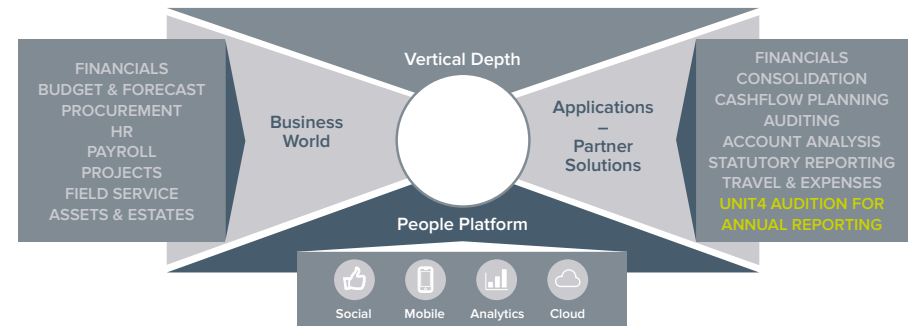 FINANCIALS
BUDGET & FORECAST
PROCUREMENT
HR
PAYROLL
PROJECTS
FIELD SERVICE
ASSETS & ESTATES
Business
World
Vertical Depth
People Platform
Applications
–
Partner
Solutions
FINANCIALS
CONSOLIDATION
CASHFLOW PLANNING
AUDITING
ACCOUNT ANALYSIS
STATUTORY REPORTING
TRAVEL & EXPENSES
UNIT4 AUDITION FOR
ANNUAL REPORTING
Social
Mobile
Analytics
Cloud